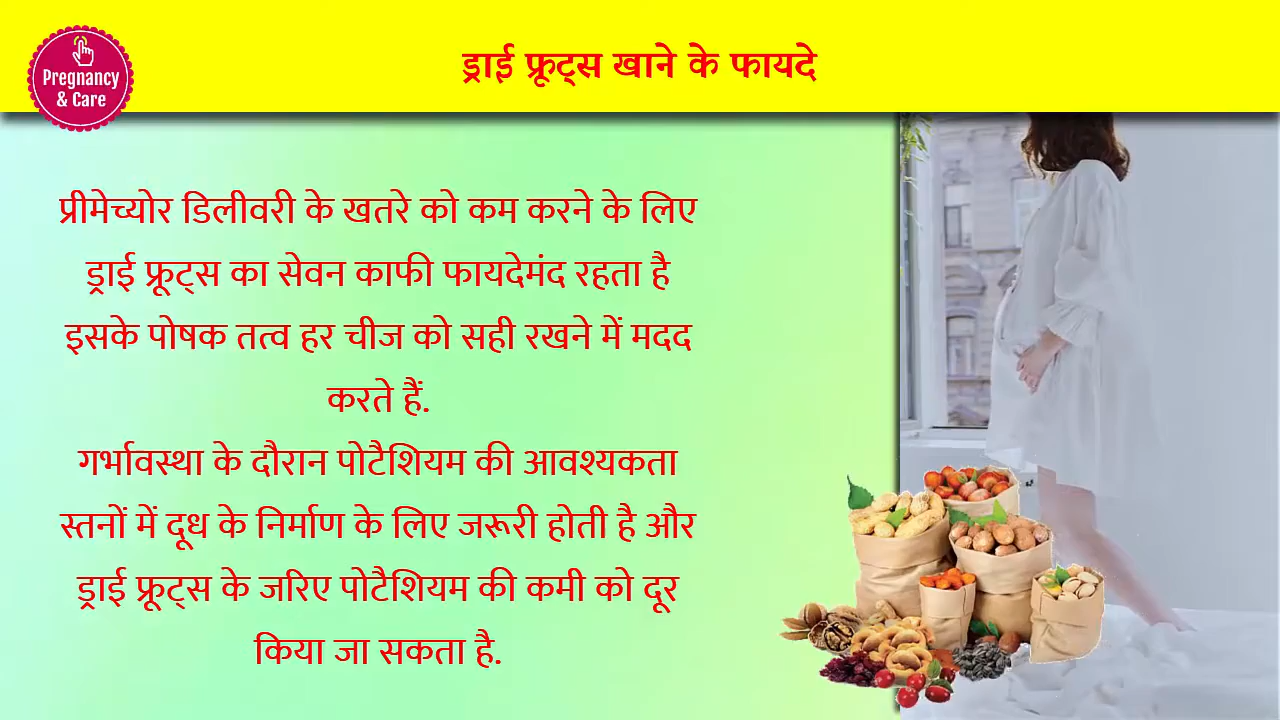 Pregnancy
& Care
ड्राई फ्रूट्स खाने के फायदे
प्रीमेच्योर डिलीवरी के खतरे को कम करने के लिए
ड्राई फ्रूट्स का सेवन काफी फायदेमंद रहता है
इसके पोषक तत्व हर चीज को सही रखने में मदद
करते हैं.
गर्भावस्था के दौरान पोटैशियम की आवश्यकता
स्तनों में दूध के निर्माण के लिए जरूरी होती है और
ड्राई फ्रूट्स के जरिए पोटैशियम की कमी को दूर
किया जा सकता है.